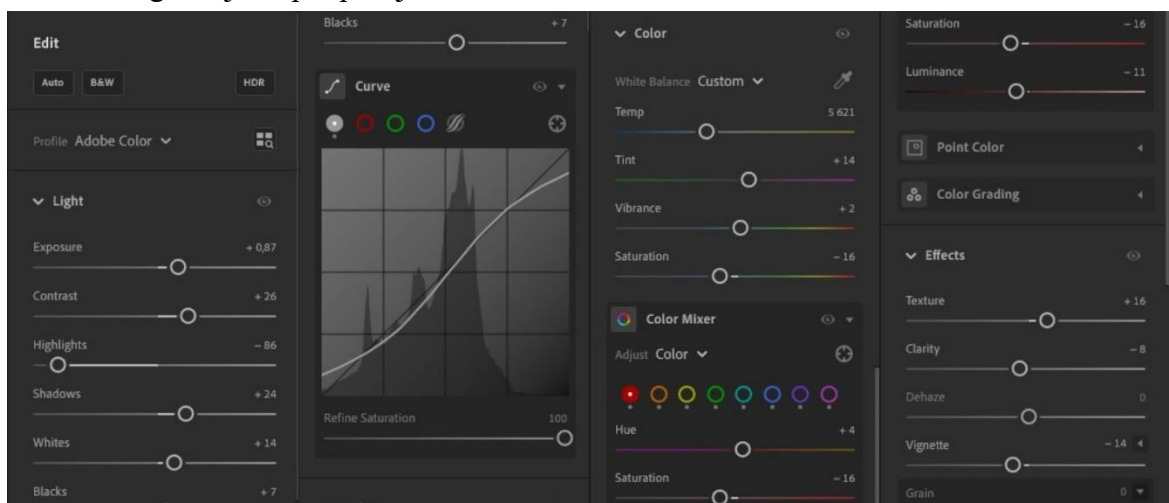 Edit
Auto B&W HDR
Profile Adobe Color
Light
Exposure + 0,87
Contrast + 26
Highlights – 86
Shadows + 24
Whites + 14
Blacks + 7
Blacks + 7
Curve
Refine Saturation 100
Color
White Balance Custom
Temp 5 621
Tint + 14
Vibrance + 2
Saturation – 16
Color Mixer
Adjust Color
Hue + 4
Saturation – 16
Saturation – 16
Luminance – 11
Point Color
Color Grading
Effects
Texture + 16
Clarity – 8
Dehaze 0
Vignette – 14
Grain 0